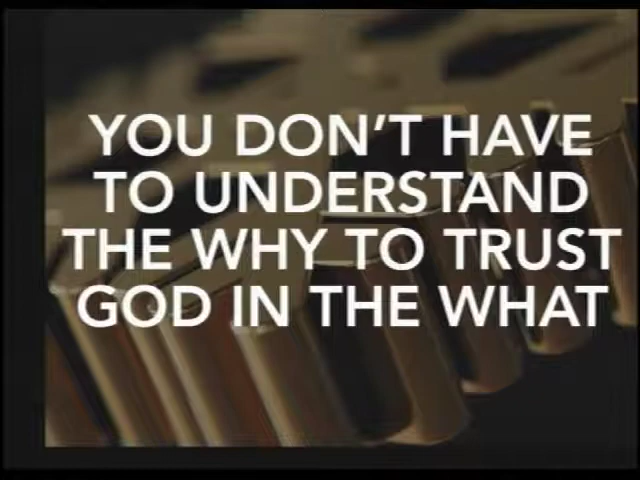 YOU DON'T HAVE
TO UNDERSTAND
THE WHY TO TRUST
GOD IN THE WHAT